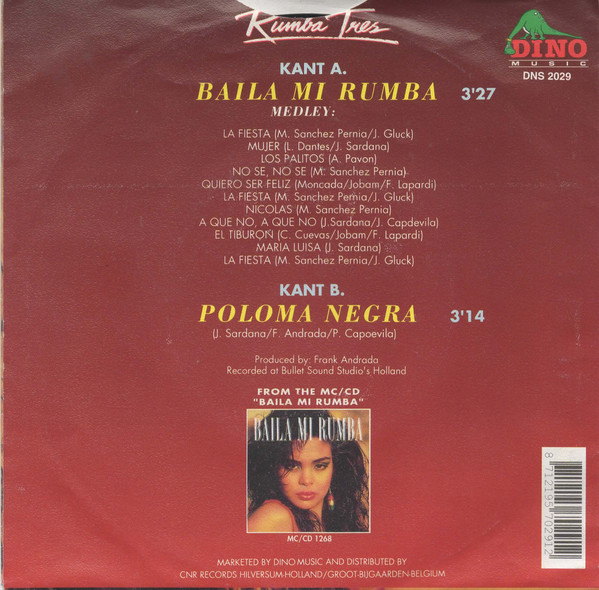 Rumba Tres
DINO
MUSIC
DNS 2029
KANT A.
BAILA MI RUMBA 3'27
MEDLEY:
LA FIESTA (M. Sanchez Pernia/J. Gluck)
MUJER (L. Dantes/J. Sardana)
LOS PALITOS (A. Pavon)
NO SE, NO SE (M. Sanchez Pernia)
QUIERO SER FELIZ (Moncada/Jobam/F. Lapardi)
LA FIESTA (M. Sanchez Pernia/J. Gluck)
NICOLAS (M. Sanchez Pernia)
A QUE NO, A QUE NO (J.Sardana/J. Capdevila)
EL TIBUROÑ (C. Cuevas/Jobam/F. Lapardi)
MARIA LUISA (J. Sardana)
LA FIESTA (M. Sanchez Pernia/J. Gluck)
KANT B.
POLOMA NEGRA 3'14
(J. Sardana/F. Andrada/P. Capoevila)
Produced by: Frank Andrada
Recorded at Bullet Sound Studio's Holland
FROM THE MC/CD
"BAILA MI RUMBA"
BAILA MI RUMBA
MC/CD 1268
8 712195 702912
MARKETED BY DINO MUSIC AND DISTRIBUTED BY
CNR RECORDS HILVERSUM-HOLLAND/GROOT-BIJGAARDEN-BELGIUM